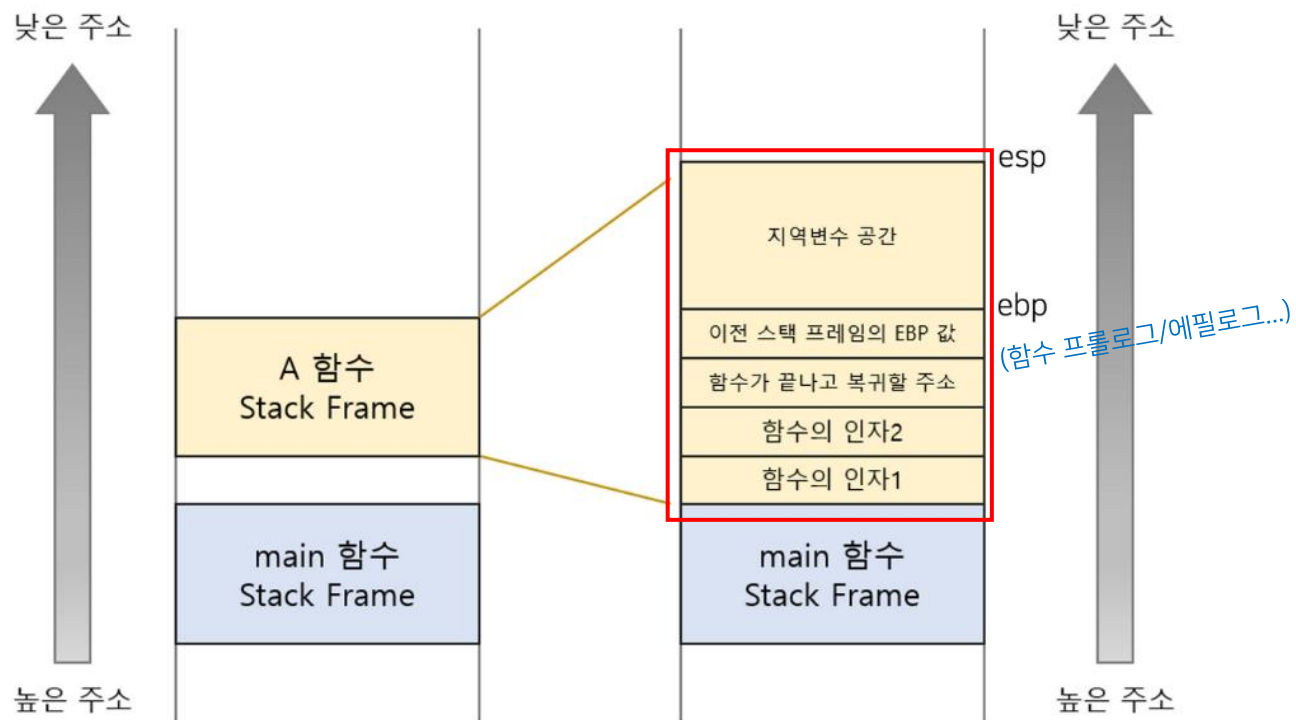 낮은 주소
낮은 주소
esp
지역변수 공간
ebp
(함수 프롤로그/에필로그...)
이전 스택 프레임의 EBP 값
A 함수
Stack Frame
함수가 끝나고 복귀할 주소
함수의 인자2
함수의 인자1
main 함수
Stack Frame
main 함수
Stack Frame
높은 주소
높은 주소